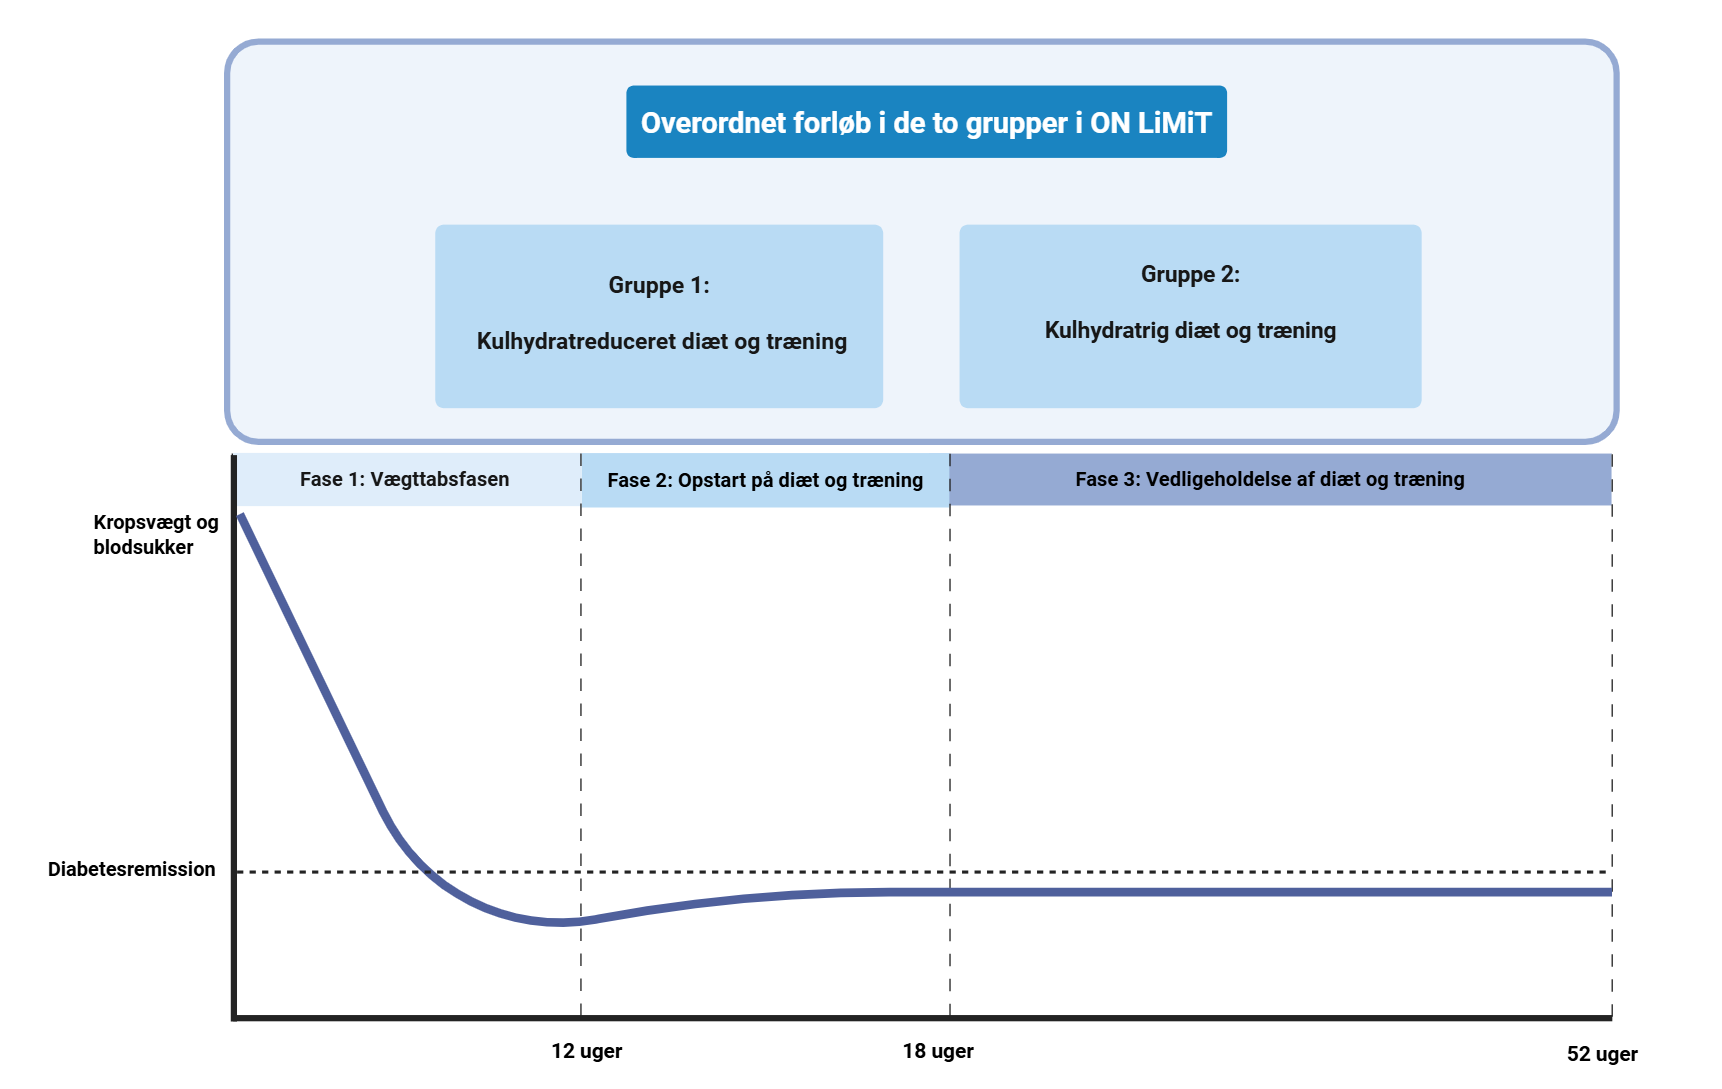 Overordnet forløb i de to grupper i ON LiMiT
Gruppe 1:
Kulhydratreduceret diæt og træning
Gruppe 2:
Kulhydratrig diæt og træning
Fase 1: Vægttabsfasen
Fase 2: Opstart på diæt og træning
Fase 3: Vedligeholdelse af diæt og træning
Kropsvægt og
blodsukker
Diabetesremission
12 uger
18 uger
52 uger